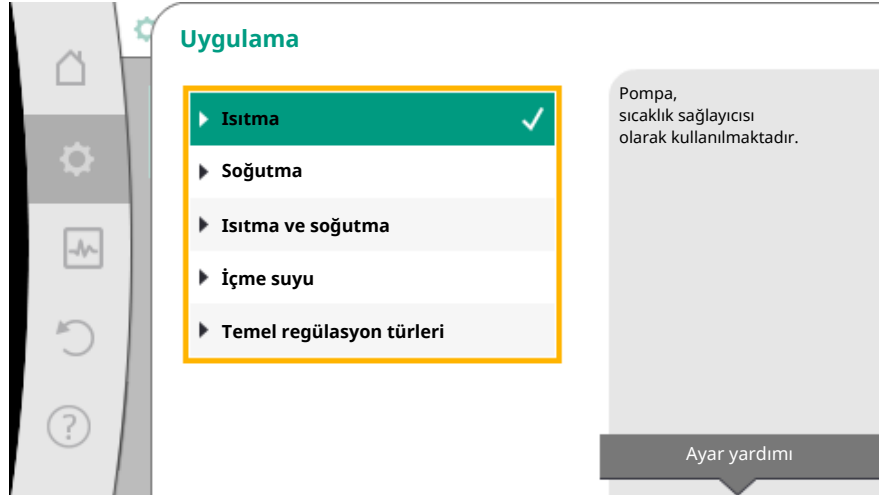 Uygulama
Isıtma
Soğutma
Isıtma ve soğutma
İçme suyu
Temel regülasyon türleri
Pompa,
sıcaklık sağlayıcısı
olarak kullanılmaktadır.
Ayar yardımı